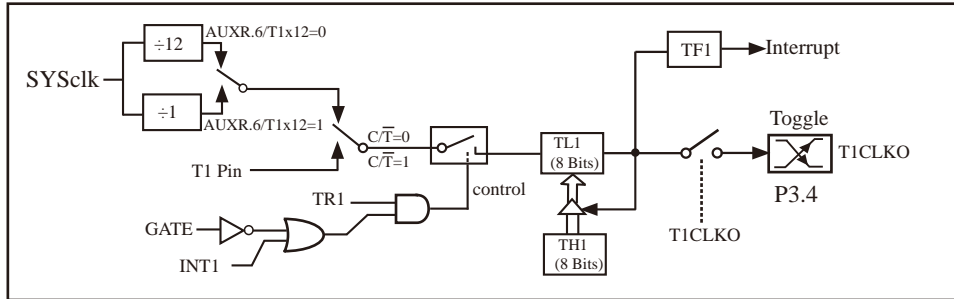 AUXR.6/T1x12=0
÷12
SYSclk
÷1
AUXR.6/T1x12=1
C/T̅=0
C/T̅=1
T1 Pin
TR1
GATE
INT1
control
TL1
(8 Bits)
TH1
(8 Bits)
TF1
Interrupt
Toggle
T1CLKO
P3.4
T1CLKO